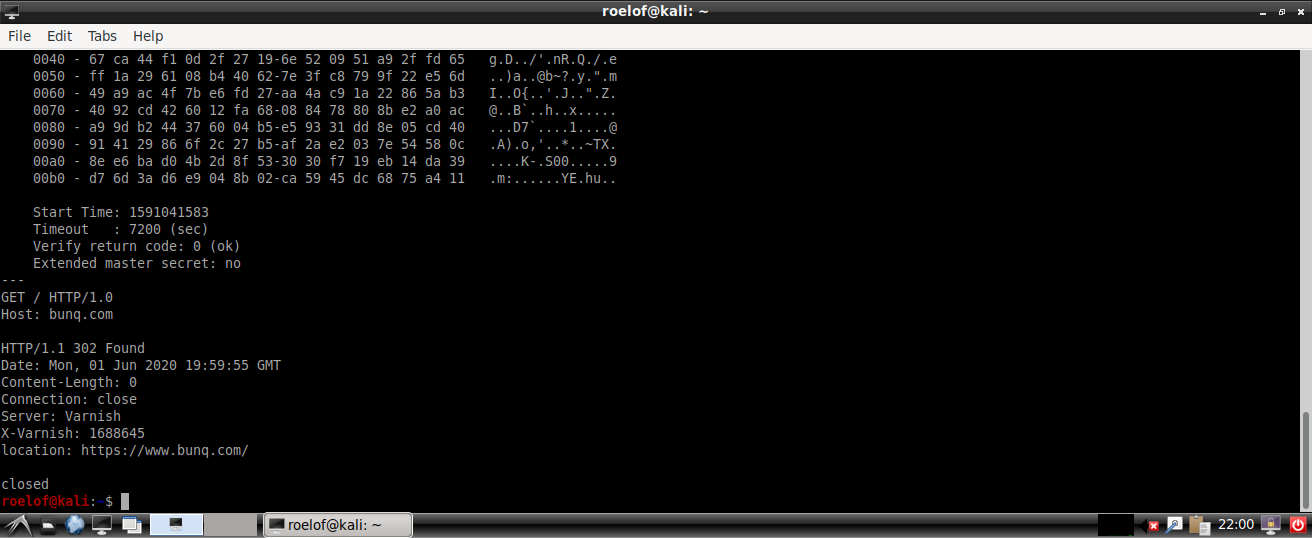 roelof@kali: ~
File Edit Tabs Help
0040 - 67 ca 44 f1 0d 2f 27 19-6e 52 09 51 a9 2f fd 65 g.D../'.nR.Q./.e
0050 - ff 1a 29 61 08 b4 40 62-7e 3f c8 79 9f 22 e5 6d ..)a..@b~?.y.".m
0060 - 49 a9 ac 4f 7b e6 fd 27-aa 4a c9 1a 22 86 5a b3 I..O{..'.J..".Z.
0070 - 40 92 cd 42 60 12 fa 68-08 84 78 80 8b e2 a0 ac @..B`..h..x.....
0080 - a9 9d b2 44 37 60 04 b5-e5 93 31 dd 8e 05 cd 40 ...D7`....1....@
0090 - 91 41 29 86 6f 2c 27 b5-af 2a e2 03 7e 54 58 0c .A).o,'..*..~TX.
00a0 - 8e e6 ba d0 4b 2d 8f 53-30 30 f7 19 eb 14 da 39 ....K-.S00.....9
00b0 - d7 6d 3a d6 e9 04 8b 02-ca 59 45 dc 68 75 a4 11 .m:......YE.hu..
Start Time: 1591041583
Timeout   : 7200 (sec)
Verify return code: 0 (ok)
Extended master secret: no
---
GET / HTTP/1.0
Host: bunq.com
HTTP/1.1 302 Found
Date: Mon, 01 Jun 2020 19:59:55 GMT
Content-Length: 0
Connection: close
Server: Varnish
X-Varnish: 1688645
location: https://www.bunq.com/
closed
roelof@kali:~$
roelof@kali: ~
22:00